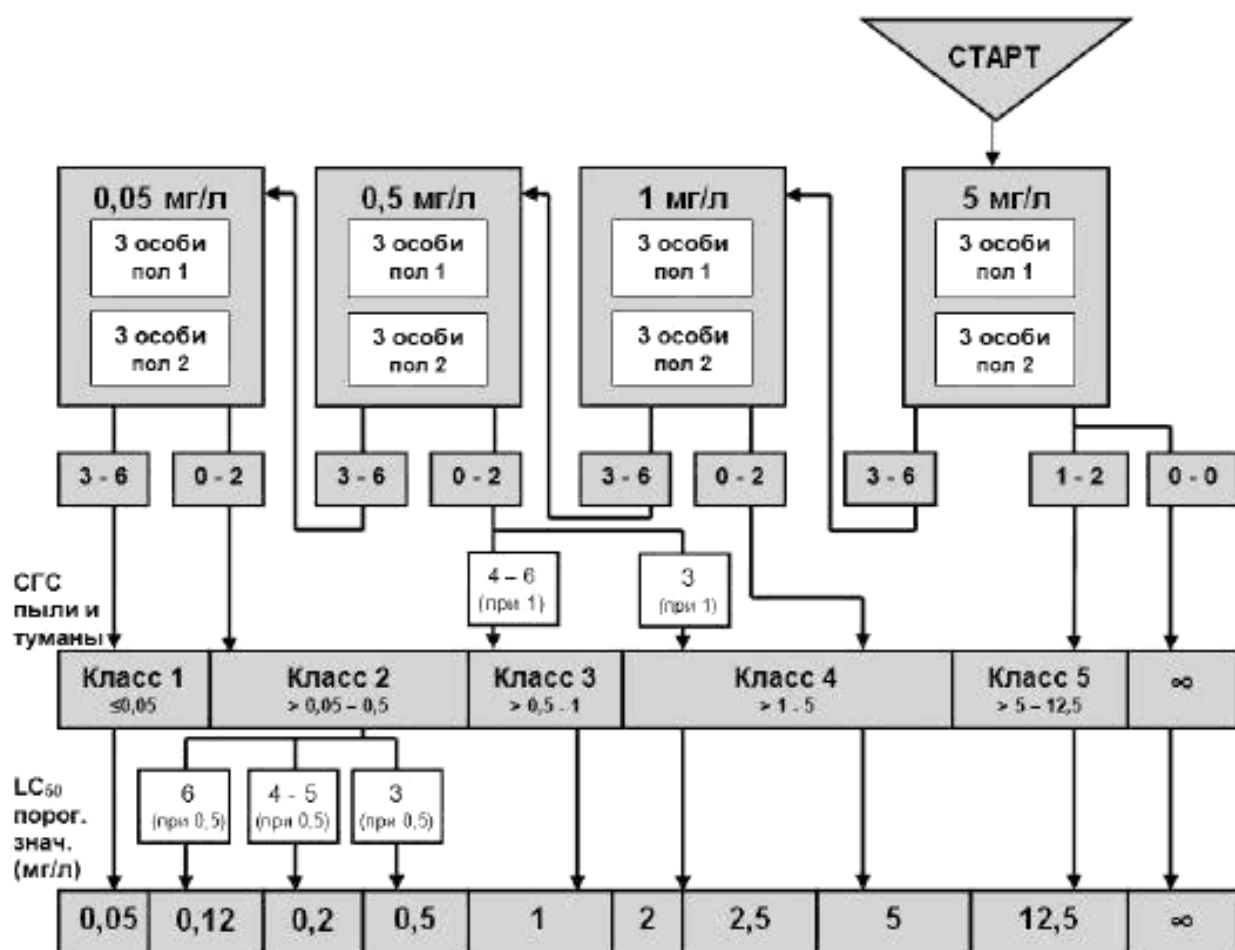 СТАРТ
0,05 мг/л
0,5 мг/л
1 мг/л
5 мг/л
3 особи
пол 1
3 особи
пол 1
3 особи
пол 1
3 особи
пол 1
3 особи
пол 2
3 особи
пол 2
3 особи
пол 2
3 особи
пол 2
3 - 6
0 - 2
3 - 6
0 - 2
3 - 6
0 - 2
3 - 6
1 - 2
0 - 0
4 – 6
(при 1)
3
(при 1)
СГС
пыли и
туманы
Класс 1
≤0,05
Класс 2
> 0,05 – 0,5
Класс 3
> 0,5 - 1
Класс 4
> 1 - 5
Класс 5
> 5 – 12,5
∞
6
(при 0,5)
4 - 5
(при 0,5)
3
(при 0,5)
LC₅₀
порог.
знач.
(мг/л)
0,05
0,12
0,2
0,5
1
2
2,5
5
12,5
∞